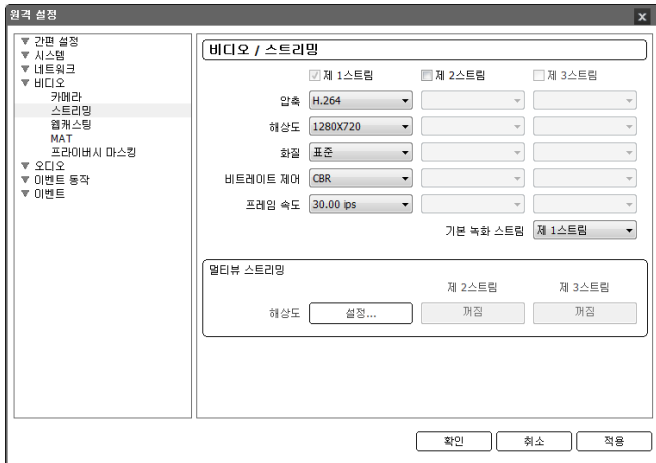 원격 설정
간편 설정
시스템
네트워크
비디오
카메라
스트리밍
웹캐스팅
MAT
프라이버시 마스킹
오디오
이벤트 동작
이벤트
비디오 / 스트리밍
제 1스트림 제 2스트림 제 3스트림
압축 H.264
해상도 1280X720
화질 표준
비트레이트 제어 CBR
프레임 속도 30.00 ips
기본 녹화 스트림 제 1스트림
멀티뷰 스트리밍
제 2스트림 제 3스트림
해상도 설정... 꺼짐 꺼짐
확인 취소 적용